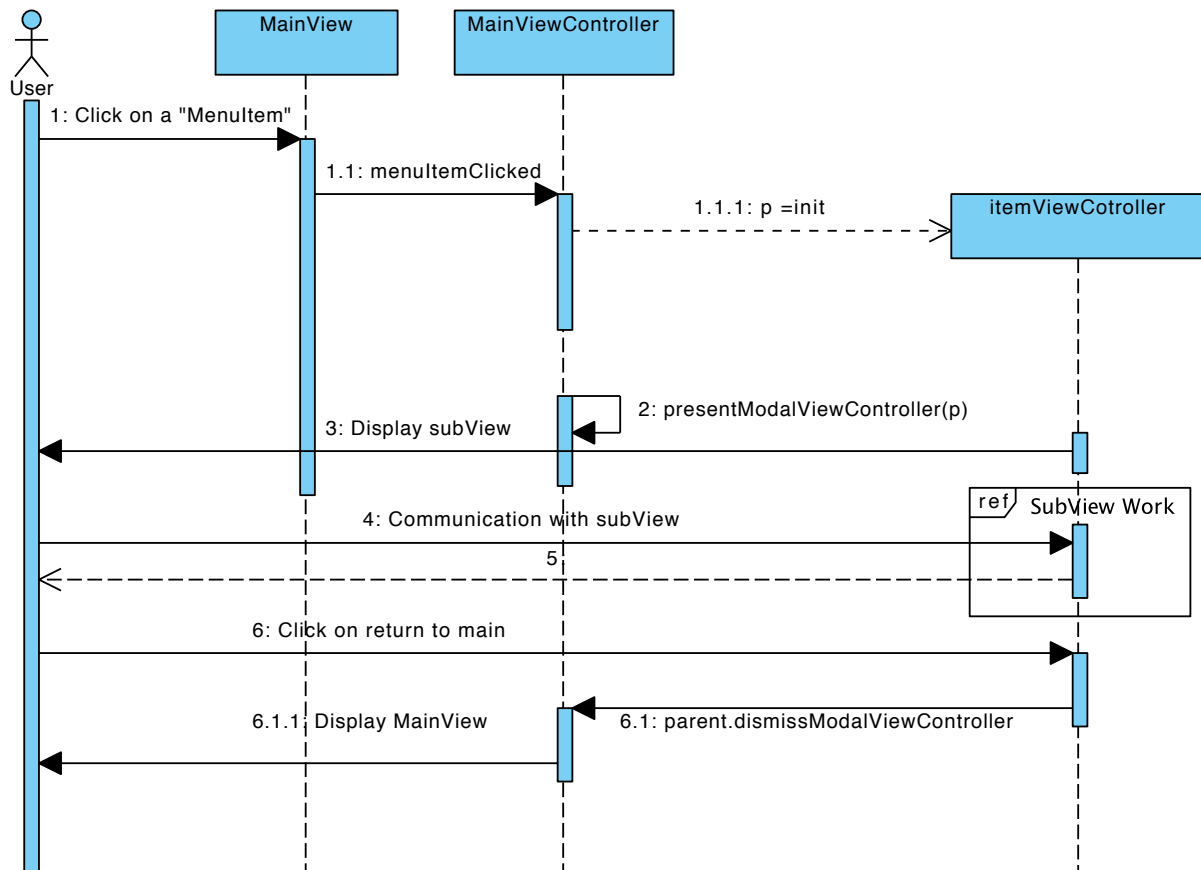 MainView
MainViewController
User
1: Click on a "MenuItem"
1.1: menuItemClicked
1.1.1: p =init
itemViewCotroller
2: presentModalViewController(p)
3: Display subView
ref
SubView Work
4: Communication with subView
5
6: Click on return to main
6.1.1: Display MainView
6.1: parent.dismissModalViewController